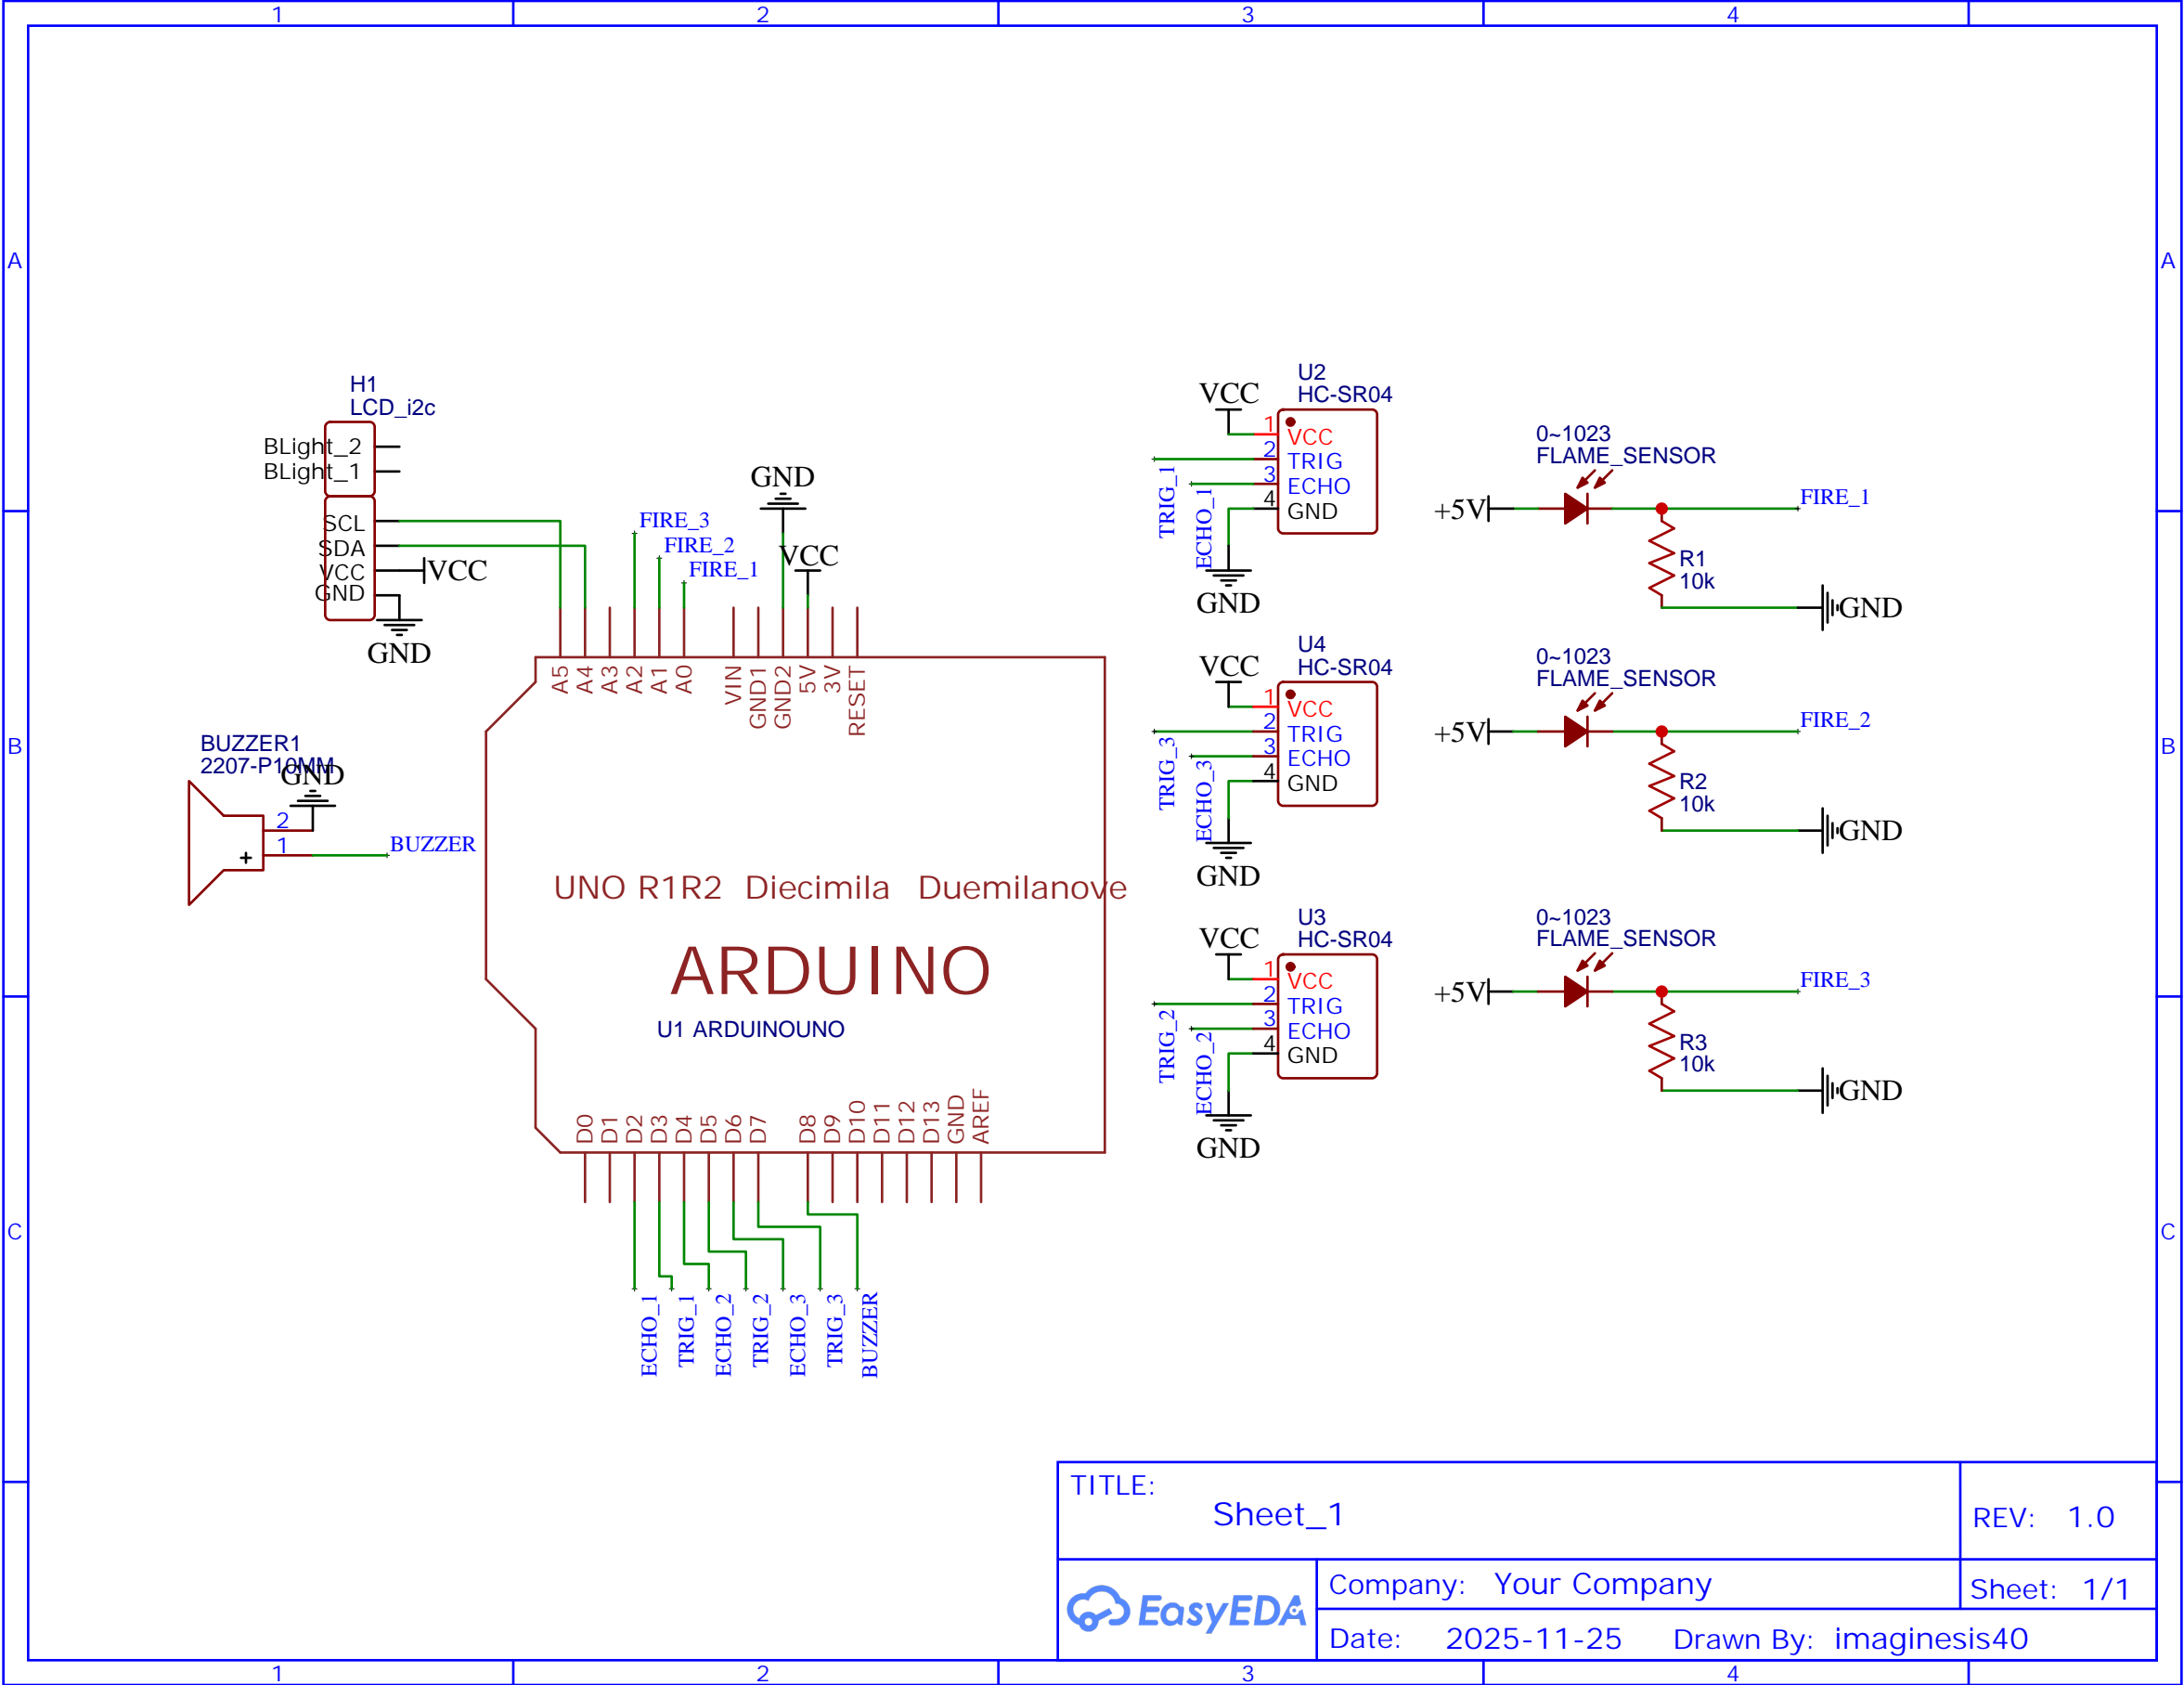 1 2 3 4
A A
H1
LCD_i2c
BLight_2
BLight_1
SCL
SDA
VCC
GND
VCC
GND
FIRE_3
FIRE_2
FIRE_1
GND
VCC
A5 A4 A3 A2 A1 A0 VIN GND1 GND2 5V 3V RESET
BUZZER1
2207-P10MM
GND
2
1
+
BUZZER
UNO R1R2 Diecimila Duemilanove
ARDUINO
U1 ARDUINOUNO
D0 D1 D2 D3 D4 D5 D6 D7 D8 D9 D10 D11 D12 D13 GND AREF
ECHO_1 TRIG_1 ECHO_2 TRIG_2 ECHO_3 TRIG_3 BUZZER
U2
HC-SR04
VCC
1 VCC
2 TRIG
3 ECHO
4 GND
TRIG_1
ECHO_1
GND
U4
HC-SR04
VCC
1 VCC
2 TRIG
3 ECHO
4 GND
TRIG_3
ECHO_3
GND
U3
HC-SR04
VCC
1 VCC
2 TRIG
3 ECHO
4 GND
TRIG_2
ECHO_2
GND
0~1023
FLAME_SENSOR
+5V
FIRE_1
R1
10k
GND
0~1023
FLAME_SENSOR
+5V
FIRE_2
R2
10k
GND
0~1023
FLAME_SENSOR
+5V
FIRE_3
R3
10k
GND
B B
C C
TITLE:
Sheet_1
REV: 1.0
EasyEDA
Company: Your Company
Sheet: 1/1
Date: 2025-11-25 Drawn By: imaginesis40
1 2 3 4